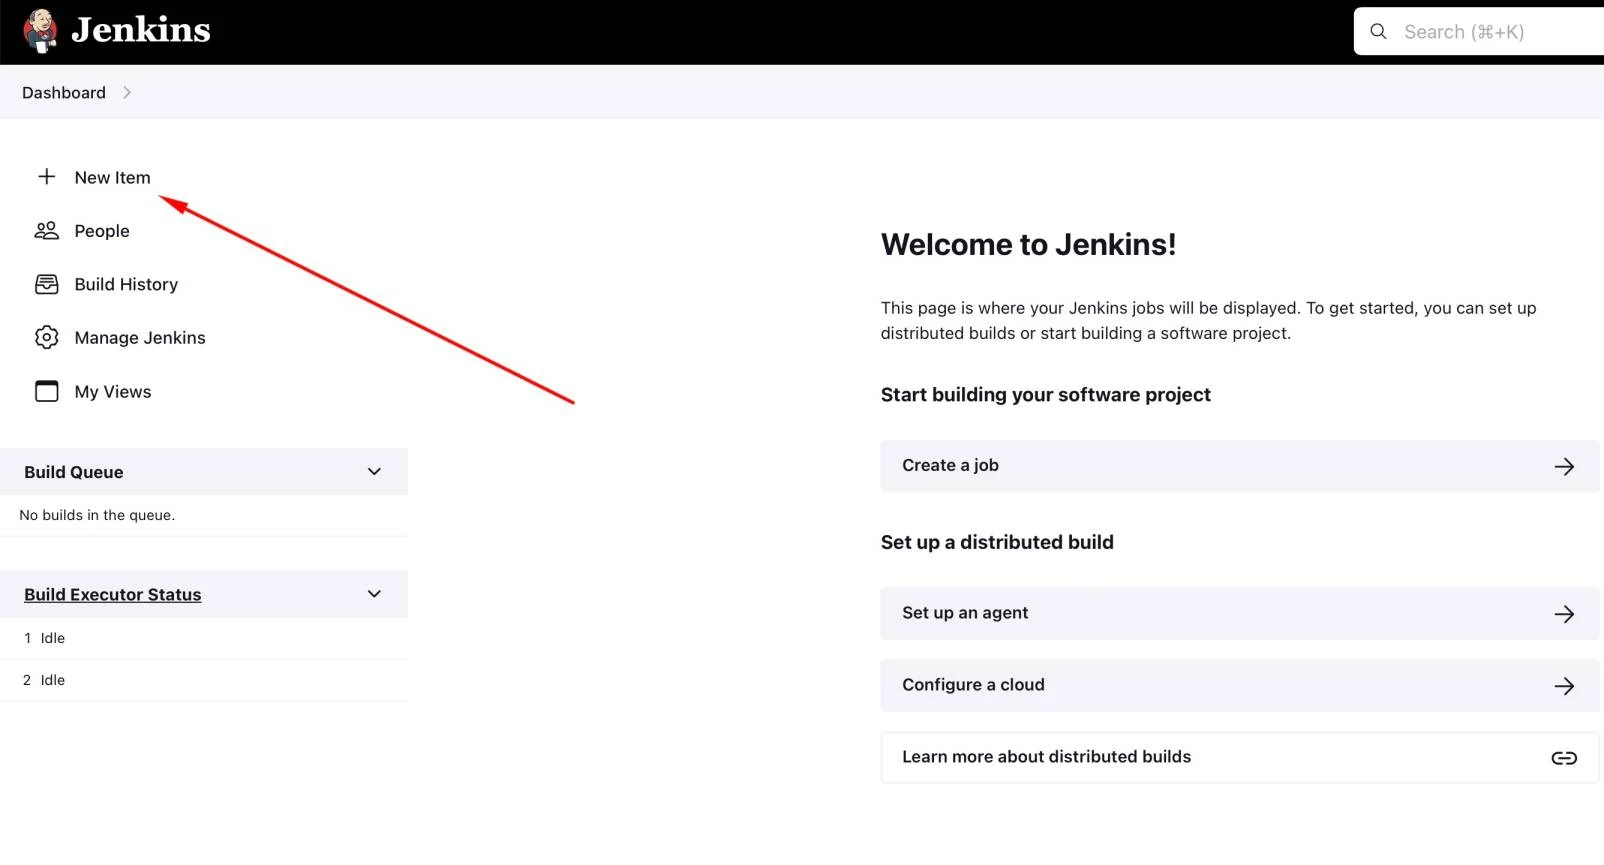 Jenkins
Search (⌘+K)
Dashboard
New Item
People
Build History
Manage Jenkins
My Views
Build Queue
No builds in the queue.
Build Executor Status
1 Idle
2 Idle
Welcome to Jenkins!
This page is where your Jenkins jobs will be displayed. To get started, you can set up
distributed builds or start building a software project.
Start building your software project
Create a job
Set up a distributed build
Set up an agent
Configure a cloud
Learn more about distributed builds